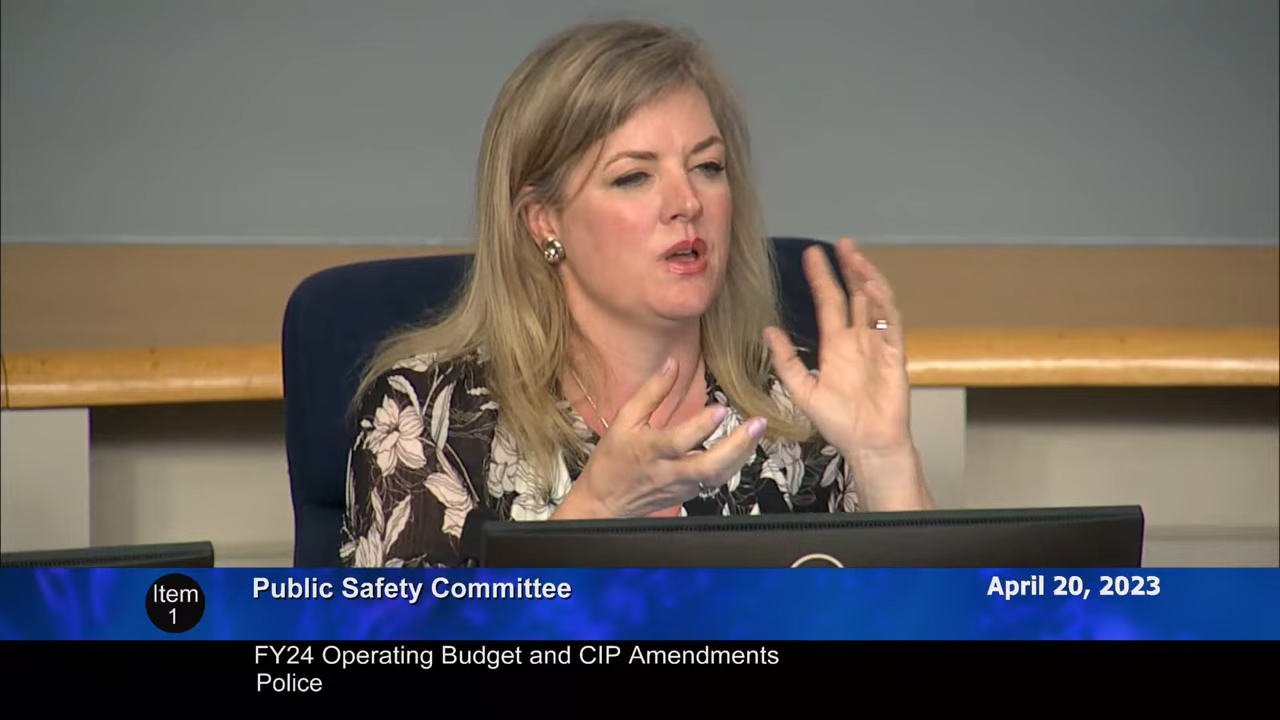 Item
1
Public Safety Committee
April 20, 2023
FY24 Operating Budget and CIP Amendments
Police